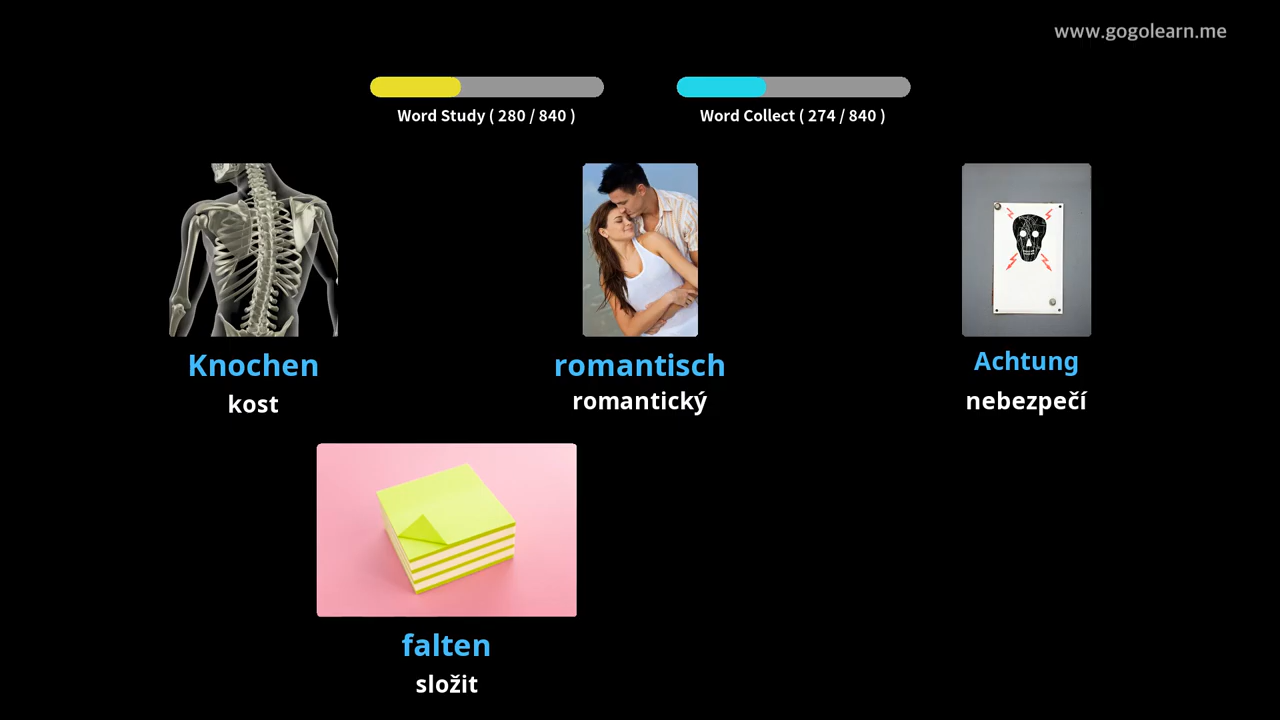 www.gogolearn.me
Word Study ( 280 / 840 )
Word Collect ( 274 / 840 )
Knochen
kost
romantisch
romantický
Achtung
nebezpečí
falten
složit